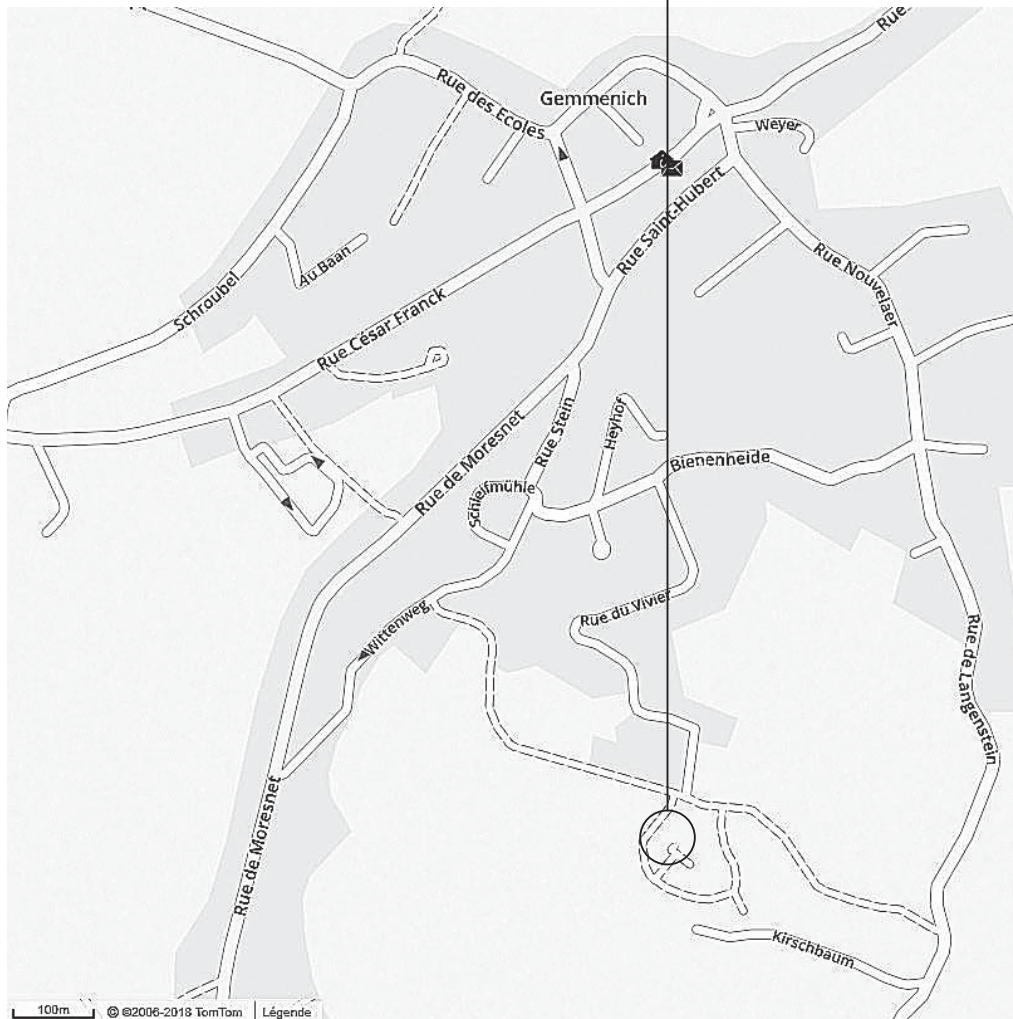 Rue
Rue des Ecoles
Gemmenich
Weyer
Rue Saint-Hubert
Au Baan
Rue Nouvelaer
Schroubel
Rue César Franck
Rue de Moresnet
Rue Stein
Heyhof
Bienenheide
Schleifmühle
Wittenweg
Rue du Vivier
Rue de Langenstein
Rue de Moresnet
Kirschbaum
100m
© ©2006-2018 TomTom
Légende